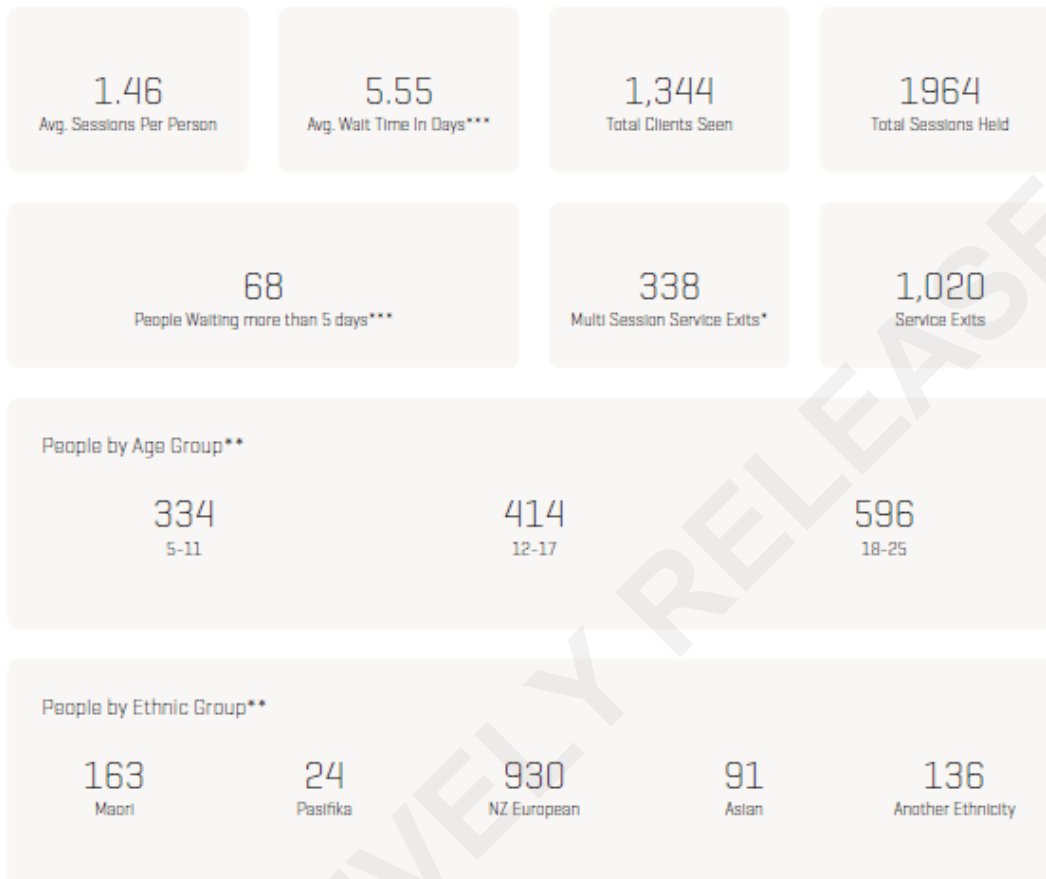 1.46
Avg. Sessions Per Person
5.55
Avg. Wait Time In Days***
1,344
Total Clients Seen
1964
Total Sessions Held
68
People Waiting more than 5 days***
338
Multi Session Service Exits*
1,020
Service Exits
People by Age Group**
334
5-11
414
12-17
596
18-25
People by Ethnic Group**
163
Maori
24
Pasifika
930
NZ European
91
Asian
136
Another Ethnicity
VELY RELEASE